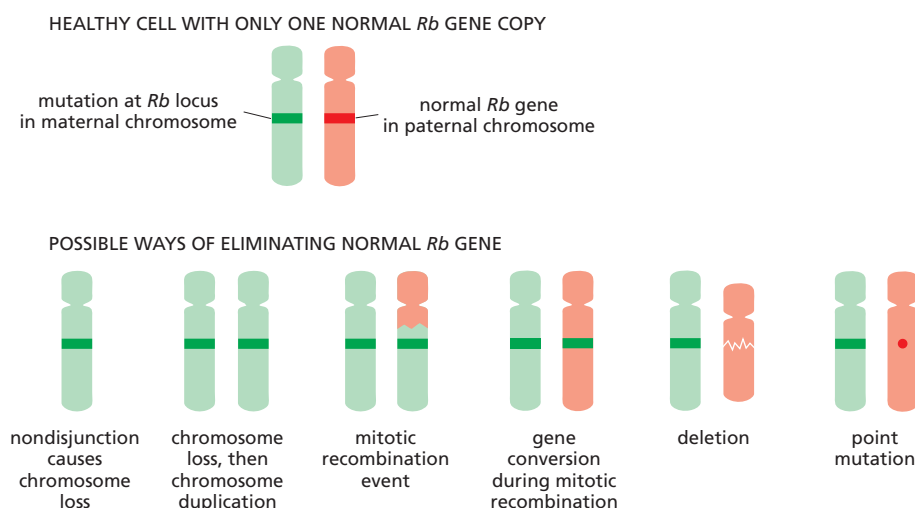 HEALTHY CELL WITH ONLY ONE NORMAL Rb GENE COPY
mutation at Rb locus
in maternal chromosome
normal Rb gene
in paternal chromosome
POSSIBLE WAYS OF ELIMINATING NORMAL Rb GENE
nondisjunction
causes
chromosome
loss
chromosome
loss, then
chromosome
duplication
mitotic
recombination
event
gene
conversion
during mitotic
recombination
deletion
point
mutation